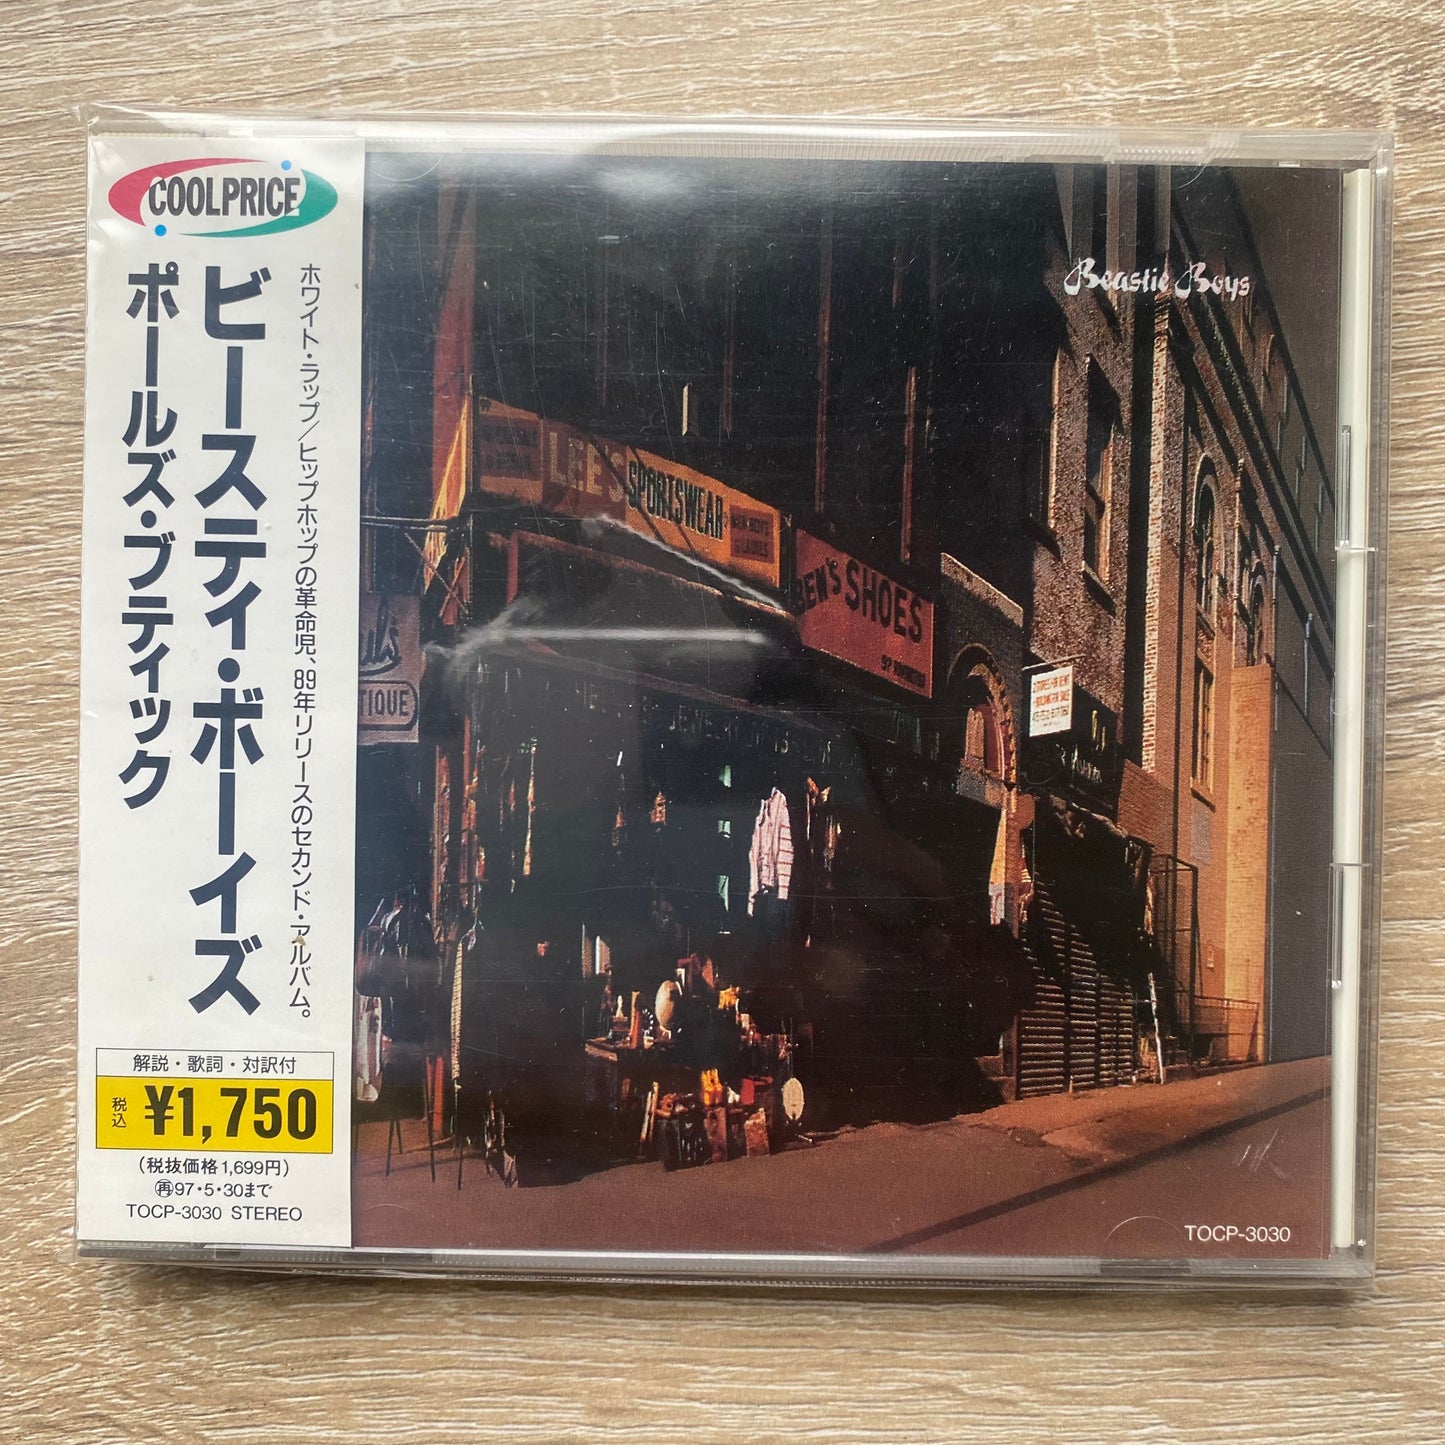 COOLPRICE
ホワイト・ラップ／ヒップホップの革命児、89年リリースのセカンド・アルバム。
ビースティ・ボーイズ
ポールズ・ブティック
解説・歌詞・対訳付
税込 ¥1,750
(税抜価格1,699円)
再97・5・30まで
TOCP-3030 STEREO
Beastie Boys
LEE'S
SPORTSWEAR
MEN BOYS
& LADIES
BEN'S SHOES
TIQUE
TOCP-3030